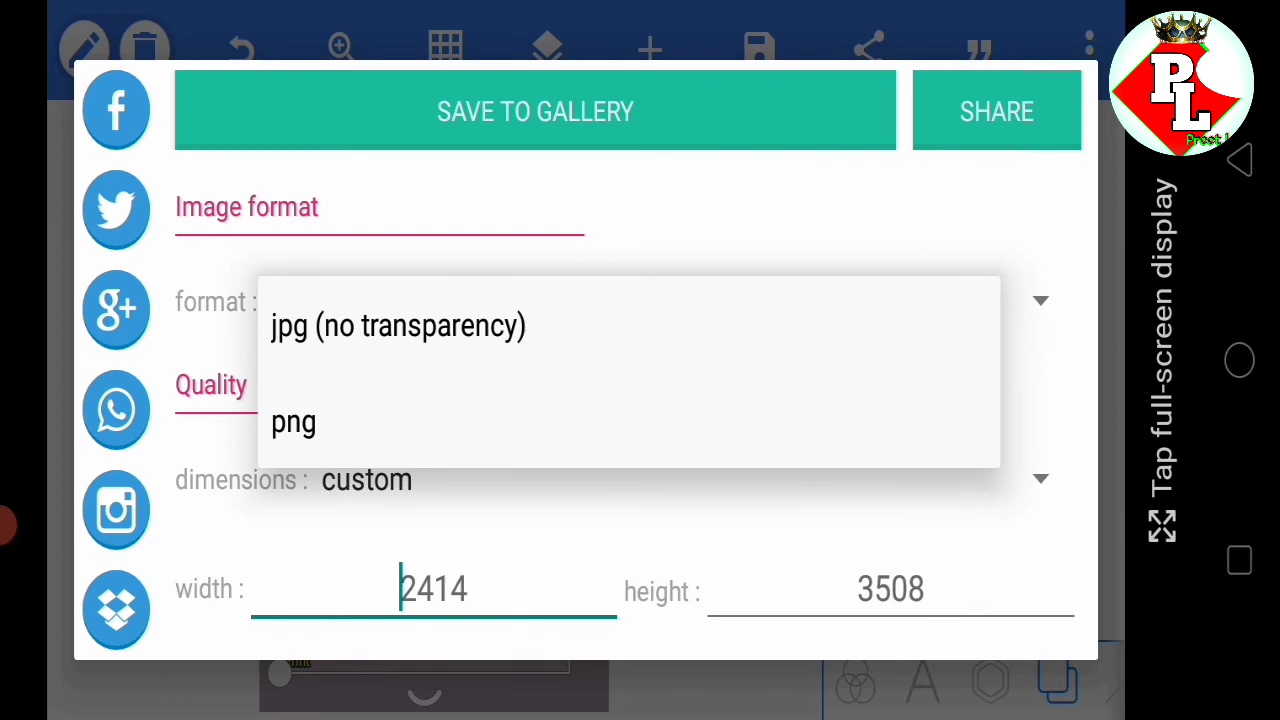 SAVE TO GALLERY
SHARE
Image format
format :
jpg (no transparency)
png
Quality
dimensions : custom
width : 2414
height : 3508
Tap full-screen display
PL